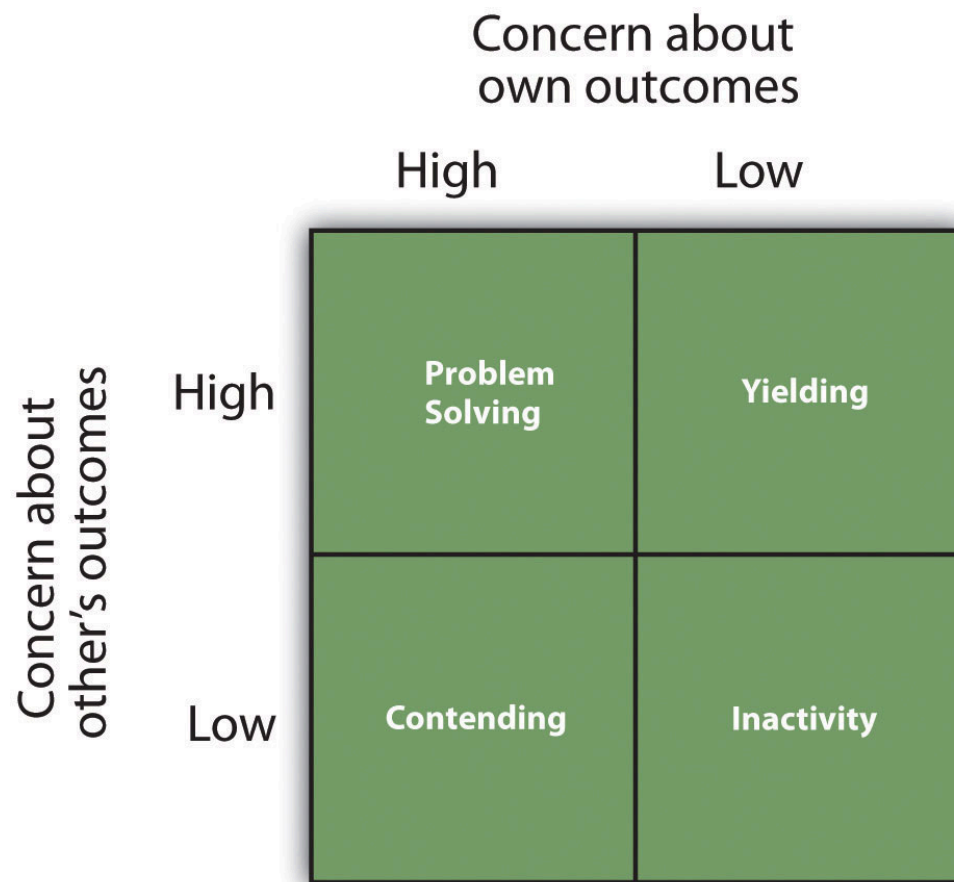 Concern about
own outcomes
High Low
Concern about
other's outcomes
High
Problem
Solving
Yielding
Low
Contending
Inactivity